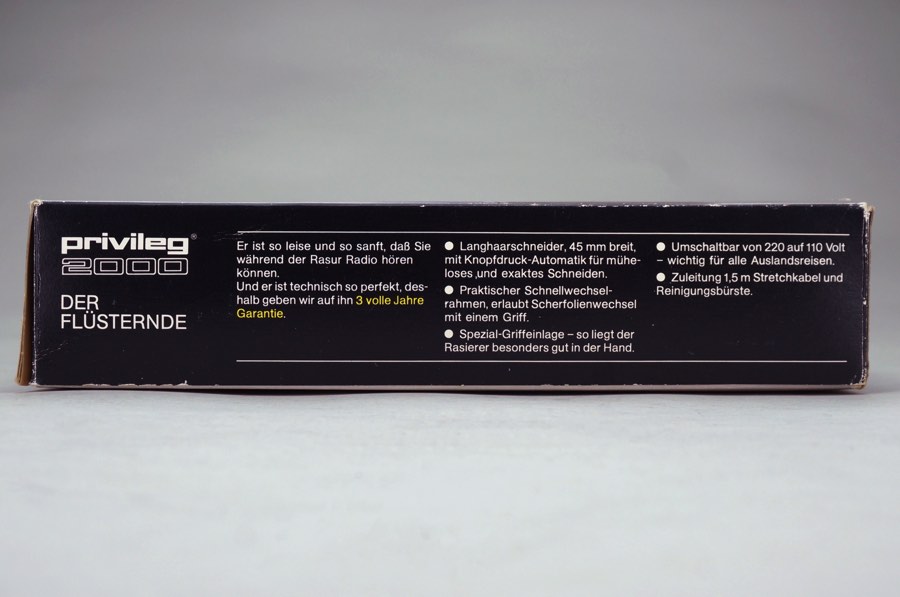 privileg®
2000
DER
FLÜSTERNDE
Er ist so leise und so sanft, daß Sie
während der Rasur Radio hören
können.
Und er ist technisch so perfekt, des-
halb geben wir auf ihn 3 volle Jahre
Garantie.
● Langhaarschneider, 45 mm breit,
mit Knopfdruck-Automatik für mühe-
loses und exaktes Schneiden.
● Praktischer Schnellwechsel-
rahmen, erlaubt Scherfolienwechsel
mit einem Griff.
● Spezial-Griffeinlage – so liegt der
Rasierer besonders gut in der Hand.
● Umschaltbar von 220 auf 110 Volt
– wichtig für alle Auslandsreisen.
● Zuleitung 1,5 m Stretchkabel und
Reinigungsbürste.